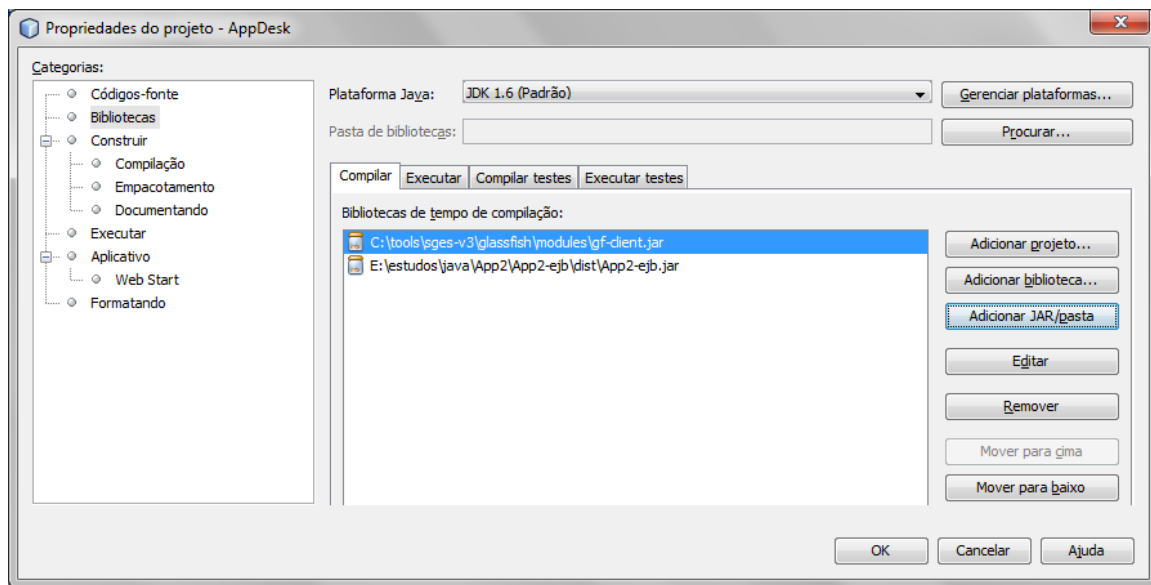 Propriedades do projeto - AppDesk
Categorias:
Códigos-fonte
Bibliotecas
Construir
Compilação
Empacotamento
Documentando
Executar
Aplicativo
Web Start
Formatando
Plataforma Java: JDK 1.6 (Padrão) Gerenciar plataformas...
Pasta de bibliotecas: Procurar...
Compilar Executar Compilar testes Executar testes
Bibliotecas de tempo de compilação:
C:\tools\sges-v3\glassfish\modules\gf-client.jar
E:\estudos\java\App2\App2-ejb\dist\App2-ejb.jar
Adicionar projeto...
Adicionar biblioteca...
Adicionar JAR/pasta
Editar
Remover
Mover para cima
Mover para baixo
OK Cancelar Ajuda